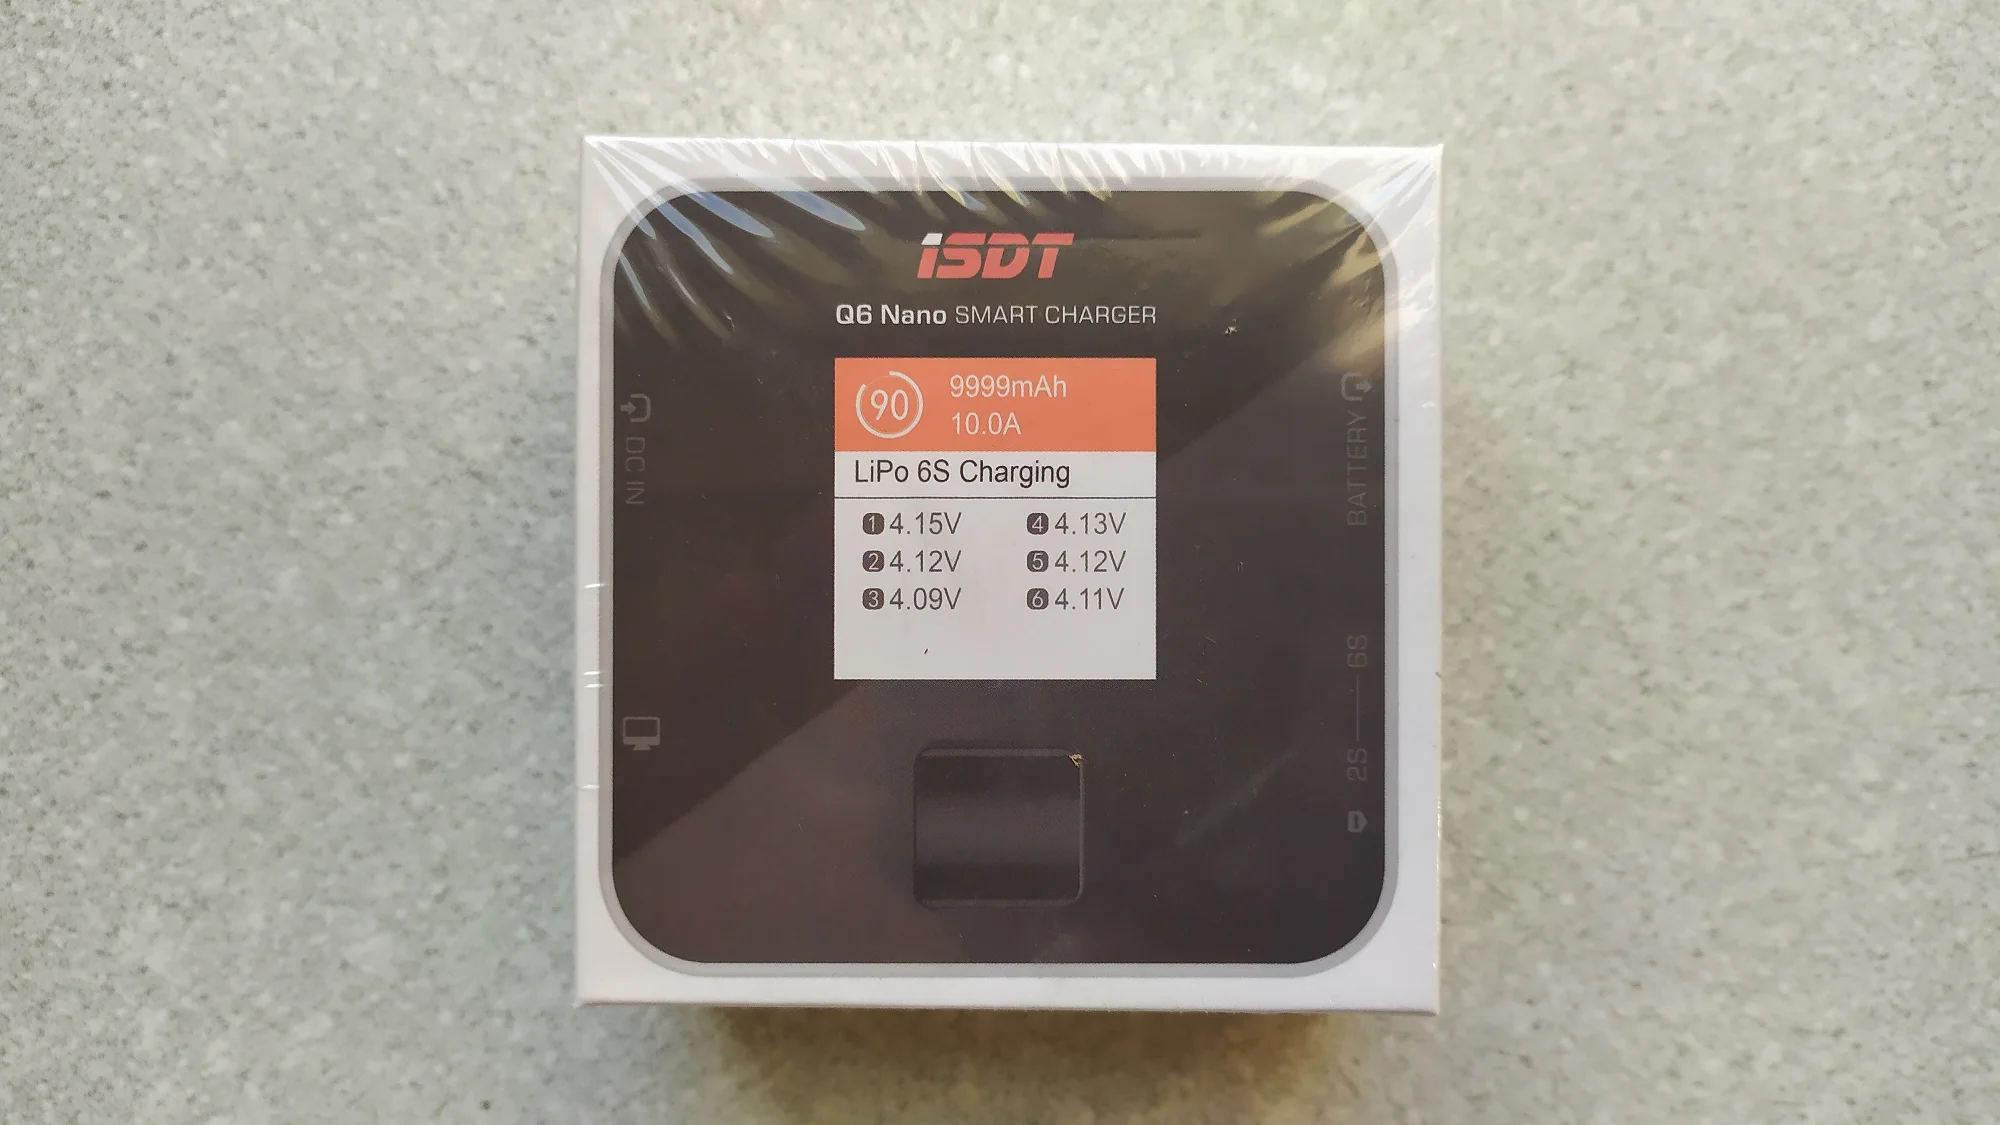 iSDT
Q6 Nano SMART CHARGER
90
9999mAh
10.0A
LiPo 6S Charging
1 4.15V
2 4.12V
3 4.09V
4 4.13V
5 4.12V
6 4.11V
DC IN
BATTERY
2S — 6S